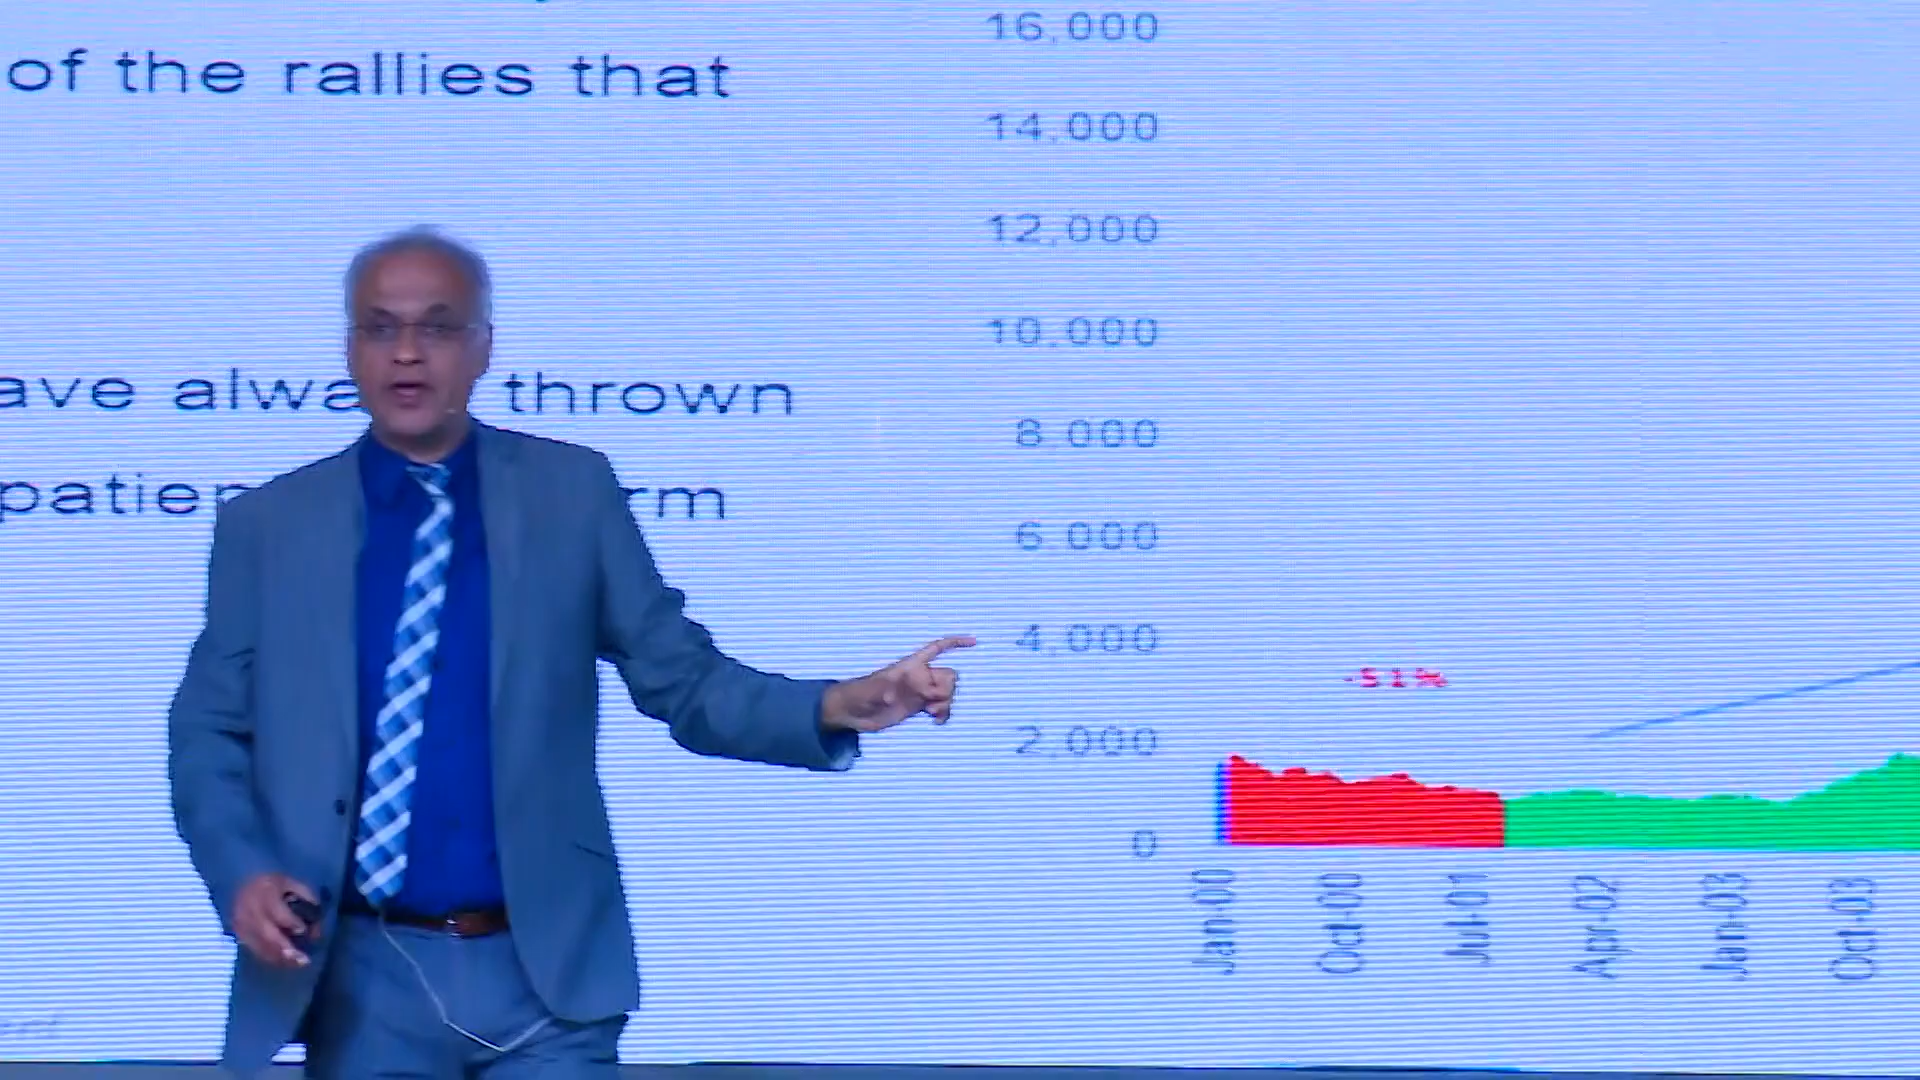 of the rallies that
ave alwa thrown
patien rm
16,000
14,000
12,000
10,000
8,000
6,000
4,000
2,000
0
-51%
Jan-00
Oct-00
Jul-01
Apr-02
Jan-03
Oct-03